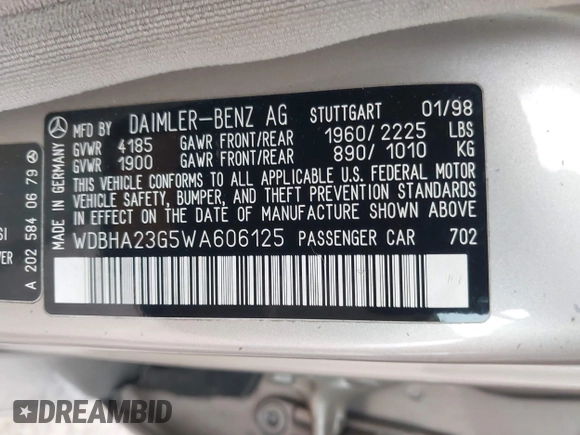 MFD BY DAIMLER-BENZ AG STUTTGART 01/98
GVWR 4185 GAWR FRONT/REAR 1960/ 2225 LBS
GVWR 1900 GAWR FRONT/REAR 890/ 1010 KG
THIS VEHICLE CONFORMS TO ALL APPLICABLE U.S. FEDERAL MOTOR
VEHICLE SAFETY, BUMPER, AND THEFT PREVENTION STANDARDS
IN EFFECT ON THE DATE OF MANUFACTURE
WDBHA23G5WA606125 PASSENGER CAR 702
MADE IN GERMANY
A 202 584 06 79
SI
VER
DREAMBID